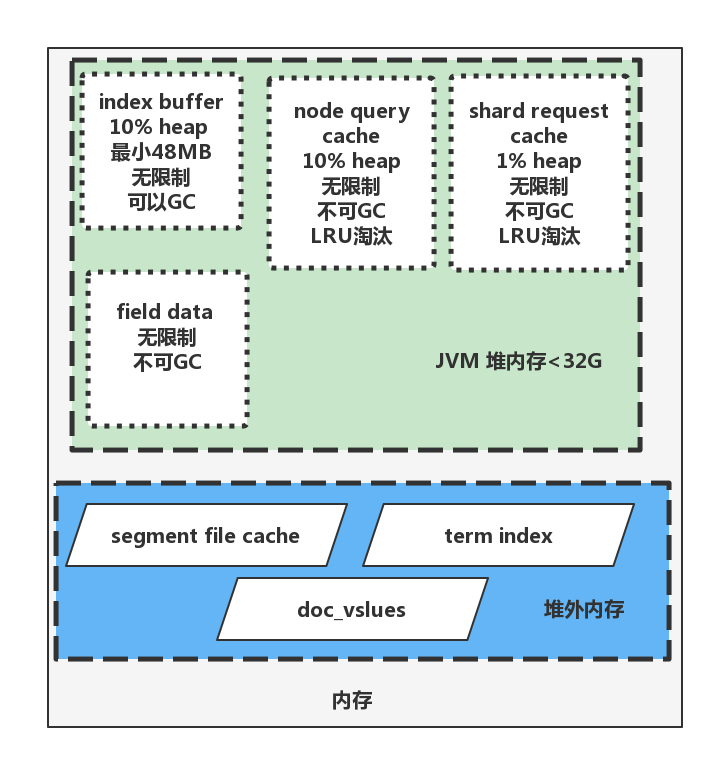 index buffer
10% heap
最小48MB
无限制
可以GC
node query
cache
10% heap
无限制
不可GC
LRU淘汰
shard request
cache
1% heap
无限制
不可GC
LRU淘汰
field data
无限制
不可GC
JVM 堆内存<32G
segment file cache
term index
doc_vslues
堆外内存
内存